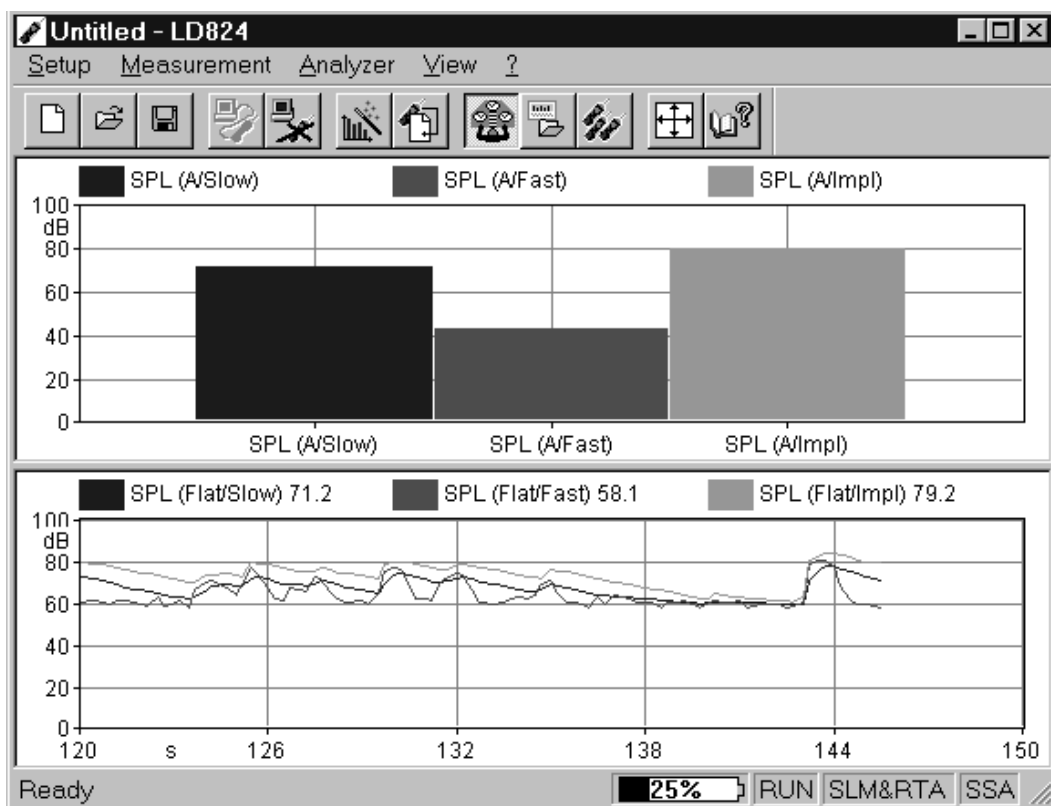 Untitled - LD824
Setup Measurement Analyzer View ?
SPL (A/Slow) SPL (A/Fast) SPL (A/Impl)
100
dB
80
60
40
20
0
SPL (A/Slow) SPL (A/Fast) SPL (A/Impl)
SPL (Flat/Slow) 71.2 SPL (Flat/Fast) 58.1 SPL (Flat/Impl) 79.2
100
dB
80
60
40
20
0
120 s 126 132 138 144 150
Ready 25% RUN SLM&RTA SSA